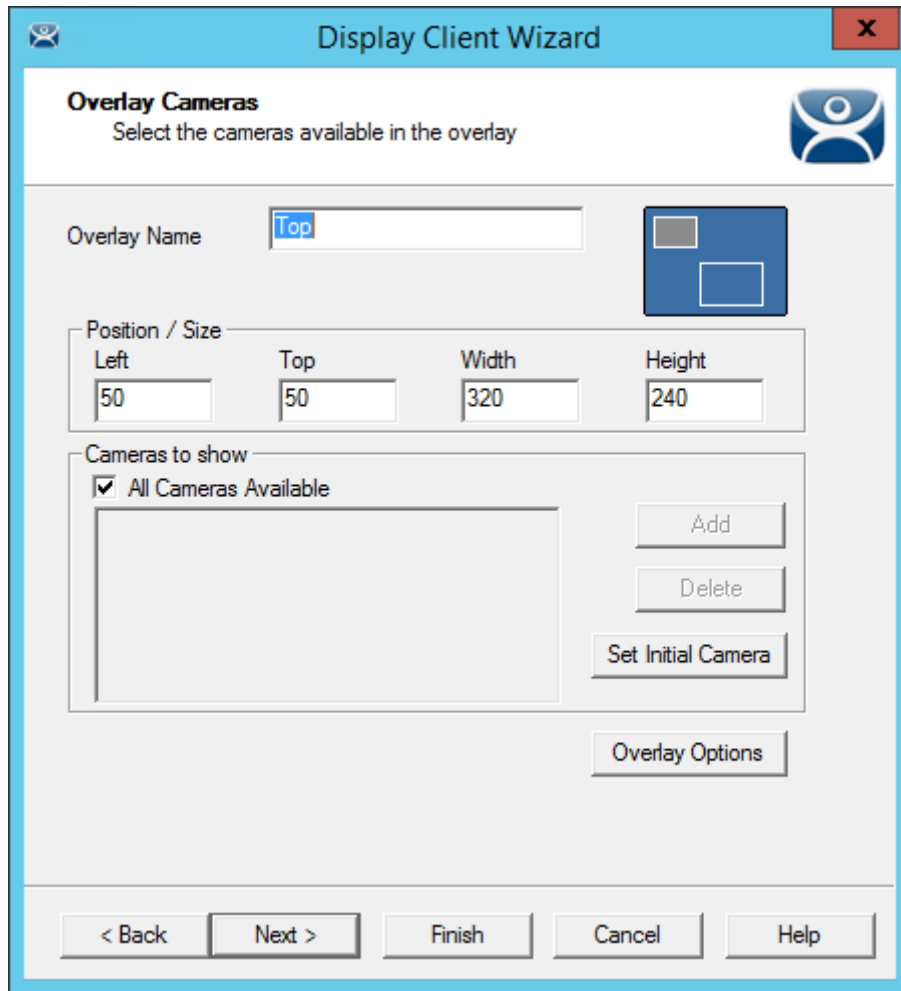 Display Client Wizard
x
Overlay Cameras
Select the cameras available in the overlay
Overlay Name
Top
Position / Size
Left Top Width Height
50 50 320 240
Cameras to show
All Cameras Available
Add
Delete
Set Initial Camera
Overlay Options
< Back Next > Finish Cancel Help